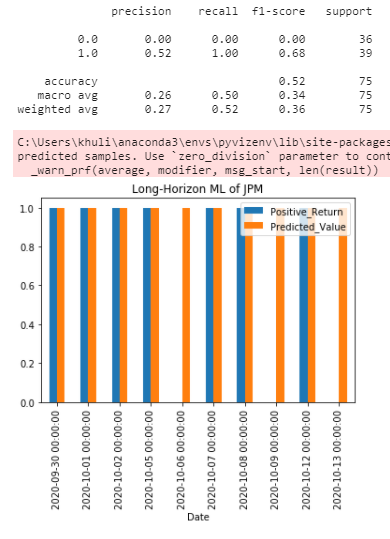 precision recall f1-score support
0.0 0.00 0.00 0.00 36
1.0 0.52 1.00 0.68 39
accuracy 0.52 75
macro avg 0.26 0.50 0.34 75
weighted avg 0.27 0.52 0.36 75
C:\Users\khuli\anaconda3\envs\pyvizenv\lib\site-packages
predicted samples. Use `zero_division` parameter to cont
_warn_prf(average, modifier, msg_start, len(result))
Long-Horizon ML of JPM
Positive_Return
Predicted_Value
1.0
0.8
0.6
0.4
0.2
0.0
2020-09-30 00:00:00
2020-10-01 00:00:00
2020-10-02 00:00:00
2020-10-05 00:00:00
2020-10-06 00:00:00
2020-10-07 00:00:00
2020-10-08 00:00:00
2020-10-09 00:00:00
2020-10-12 00:00:00
2020-10-13 00:00:00
Date